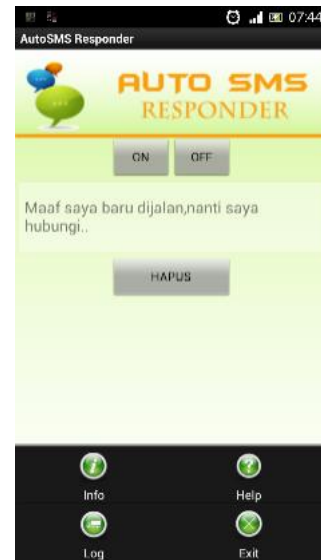 07:44
AutoSMS Responder
AUTO SMS
RESPONDER
ON OFF
Maaf saya baru dijalan,nanti saya
hubungi..
HAPUS
Info Help
Log Exit